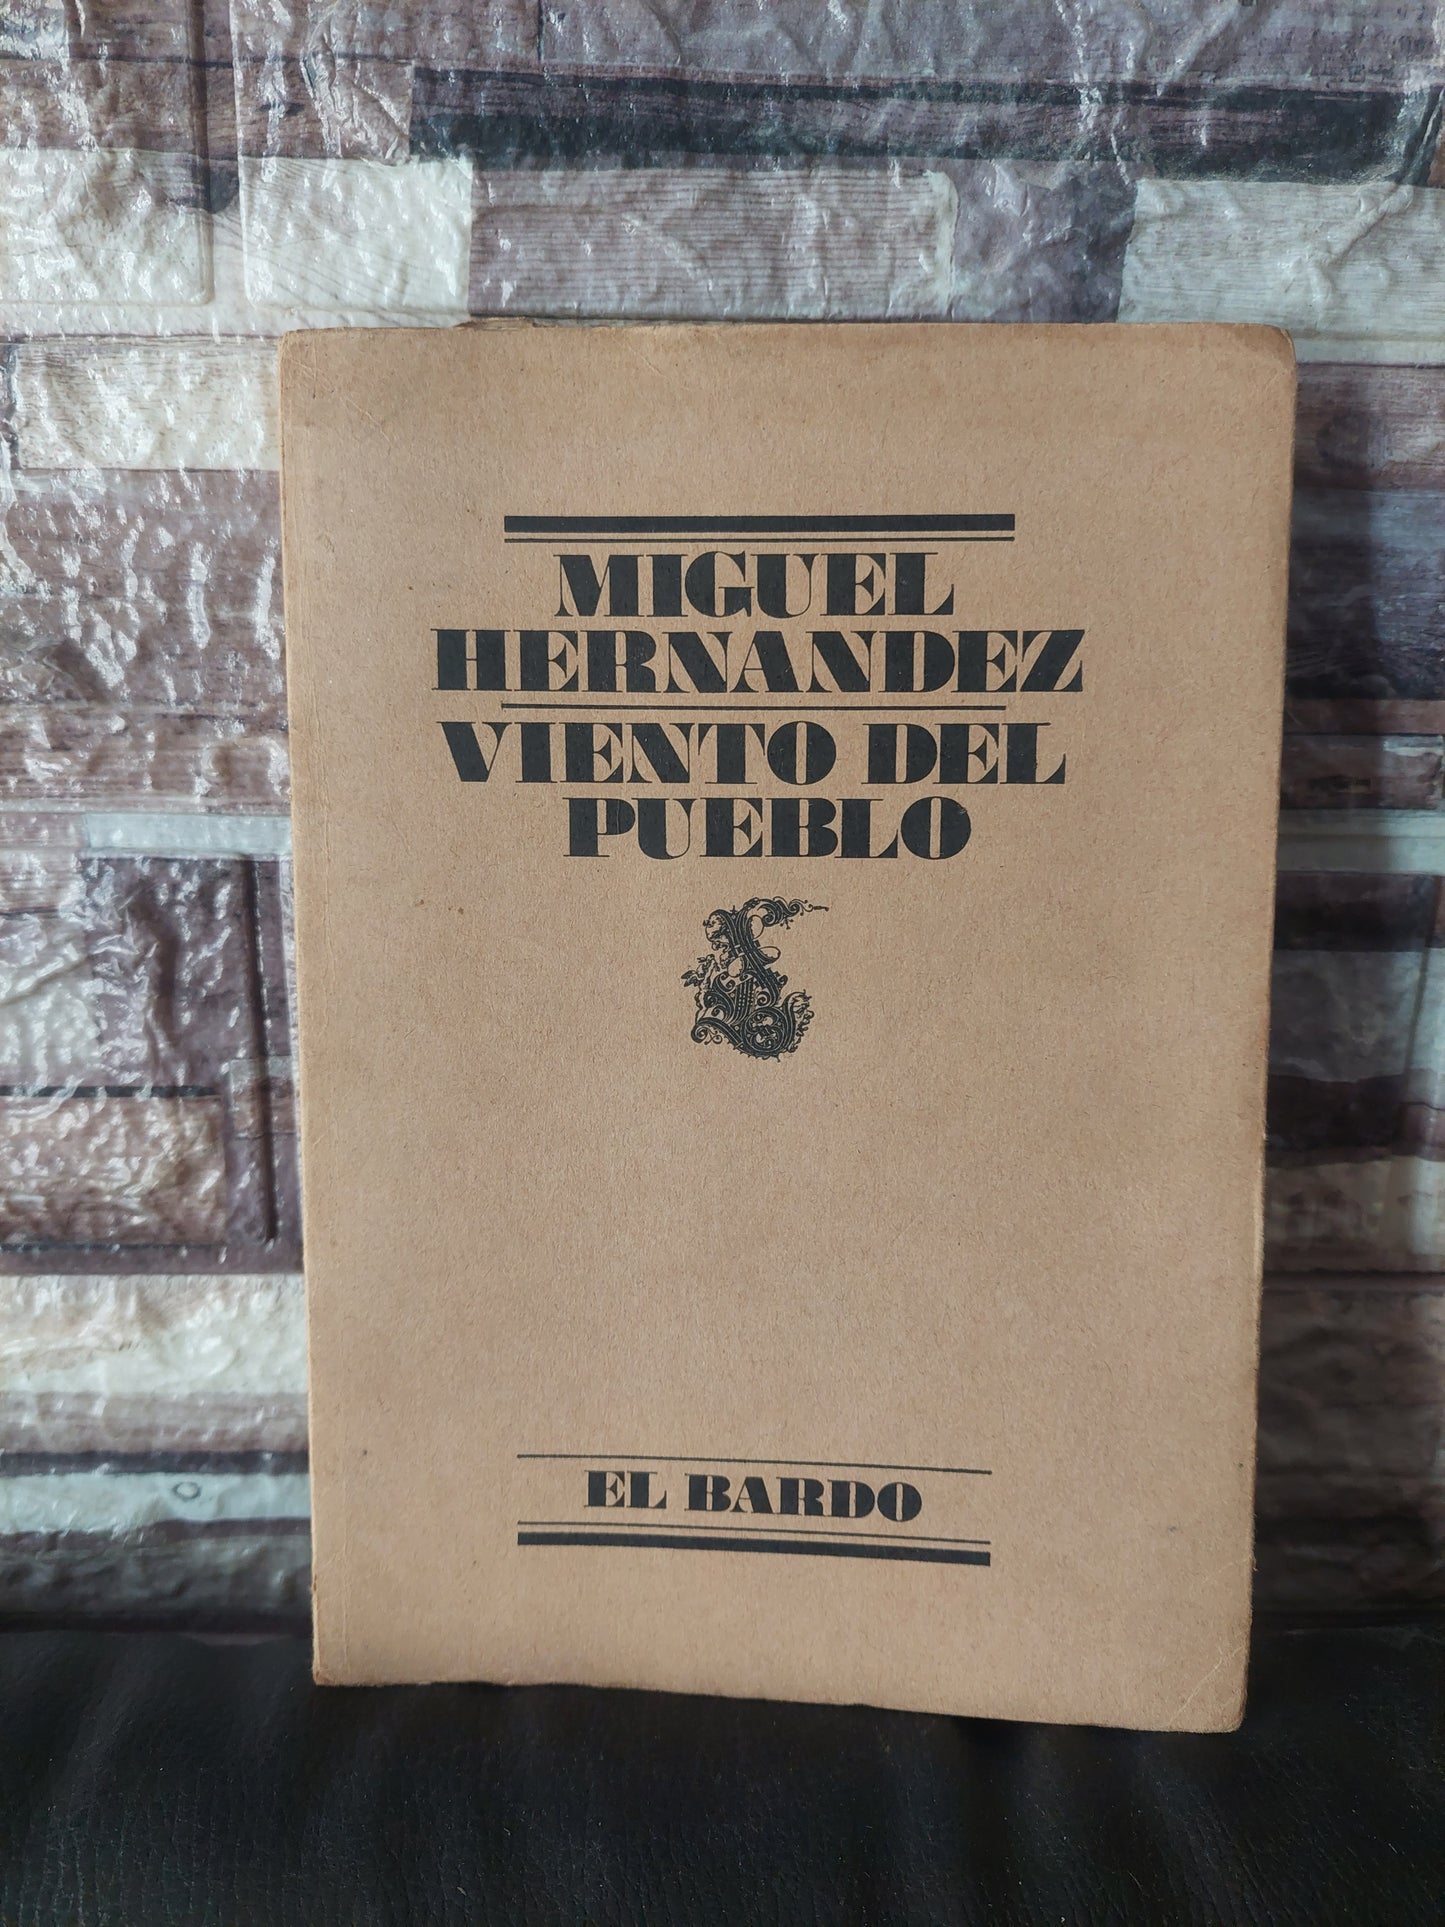 MIGUEL
HERNANDEZ
VIENTO DEL
PUEBLO
EL BARDO